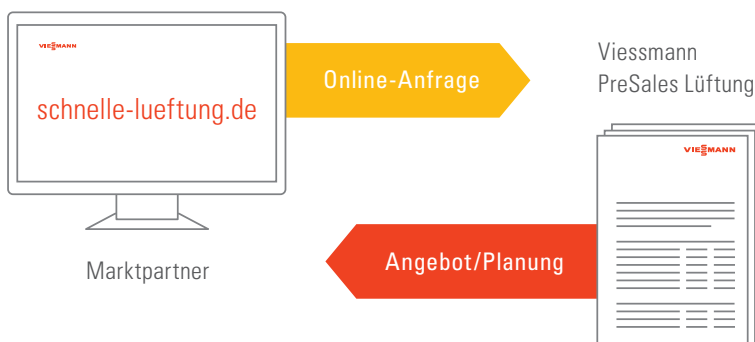 VIESSMANN
schnelle-lueftung.de
Marktpartner
Online-Anfrage
Viessmann
PreSales Lüftung
VIESSMANN
Angebot/Planung